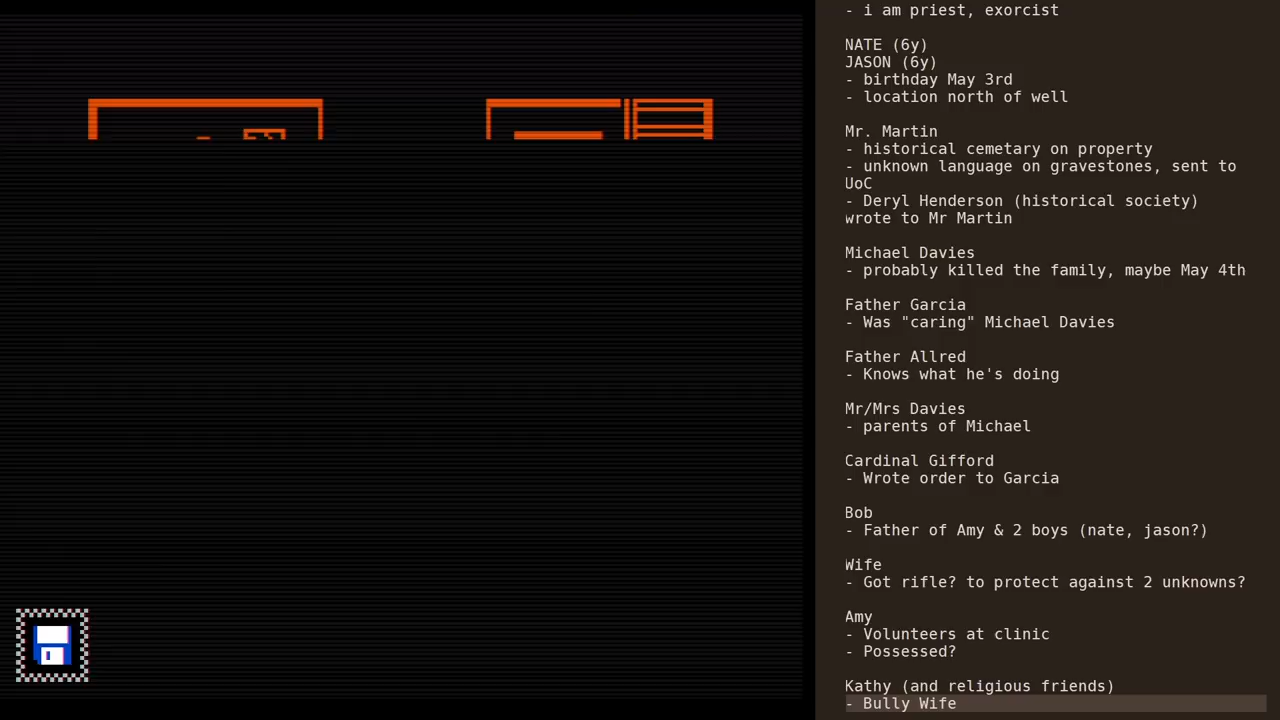 - i am priest, exorcist
NATE (6y)
JASON (6y)
- birthday May 3rd
- location north of well
Mr. Martin
- historical cemetary on property
- unknown language on gravestones, sent to
UoC
- Deryl Henderson (historical society)
wrote to Mr Martin
Michael Davies
- probably killed the family, maybe May 4th
Father Garcia
- Was "caring" Michael Davies
Father Allred
- Knows what he's doing
Mr/Mrs Davies
- parents of Michael
Cardinal Gifford
- Wrote order to Garcia
Bob
- Father of Amy & 2 boys (nate, jason?)
Wife
- Got rifle? to protect against 2 unknowns?
Amy
- Volunteers at clinic
- Possessed?
Kathy (and religious friends)
- Bully Wife